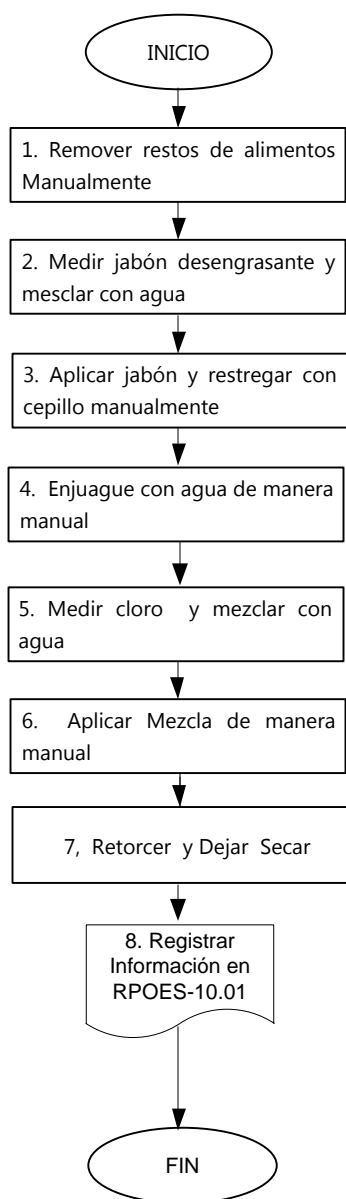 INICIO
1. Remover restos de alimentos
Manualmente
2. Medir jabón desengrasante y
mesclar con agua
3. Aplicar jabón y restregar con
cepillo manualmente
4. Enjuague con agua de manera
manual
5. Medir cloro y mezclar con
agua
6. Aplicar Mezcla de manera
manual
7, Retorcer y Dejar Secar
8. Registrar
Información en
RPOES-10.01
FIN